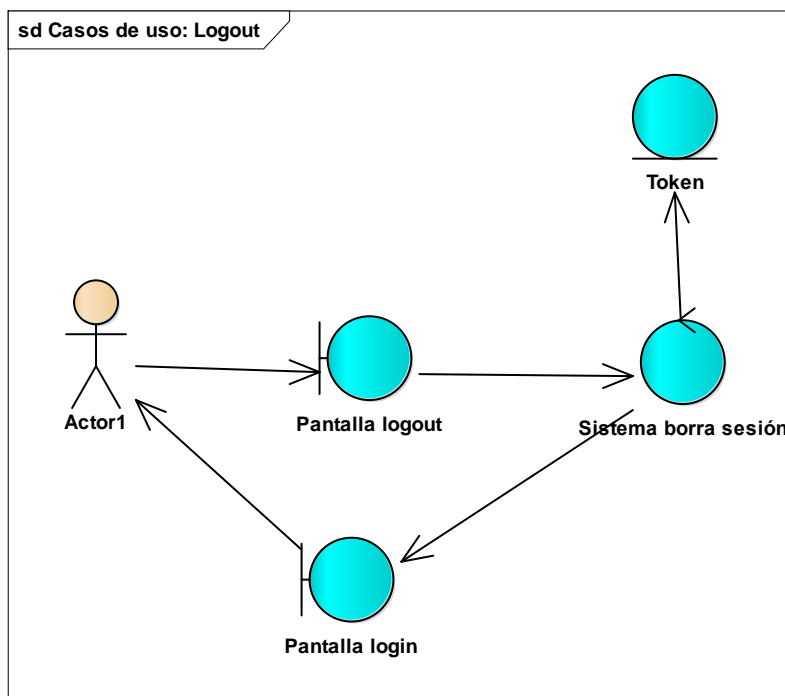 sd Casos de uso: Logout
Token
Actor1
Pantalla logout
Sistema borra sesión
Pantalla login